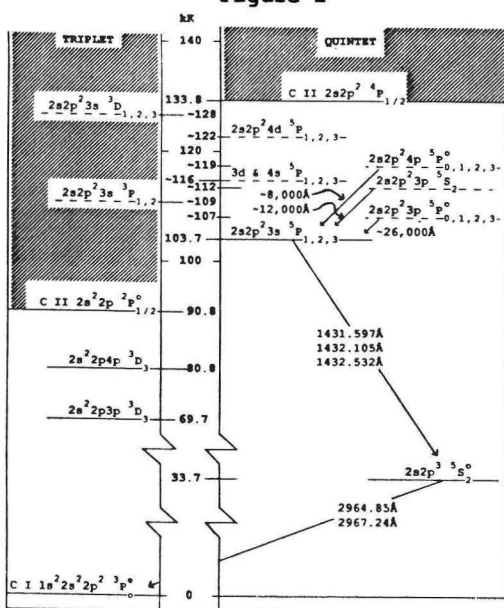 Figure 1
kK
140
TRIPLET
QUINTET
C II 2s2p² ⁴P₁/₂
133.8
2s2p²3s ³D₁,₂,₃
~128
2s2p²4d ⁵P₁,₂,₃
~122
120
~119
2s2p²4p ⁵P°₀,₁,₂,₃
3d & 4s ⁵P₁,₂,₃
~116
2s2p²3p ⁵S₂
~112
~8,000Å
2s2p²3s ³P₁,₂
~109
~12,000Å
2s2p²3p ⁵P°₀,₁,₂,₃
~107
2s2p²3s ⁵P₁,₂,₃
~26,000Å
103.7
100
C II 2s²2p ²P°₁/₂
90.8
1431.597Å
1432.105Å
1432.532Å
2s²2p4p ³D₃
80.8
2s²2p3p ³D₃
69.7
2s2p³ ⁵S°₂
33.7
2964.85Å
2967.24Å
C I 1s²2s²2p² ³P°₀
0